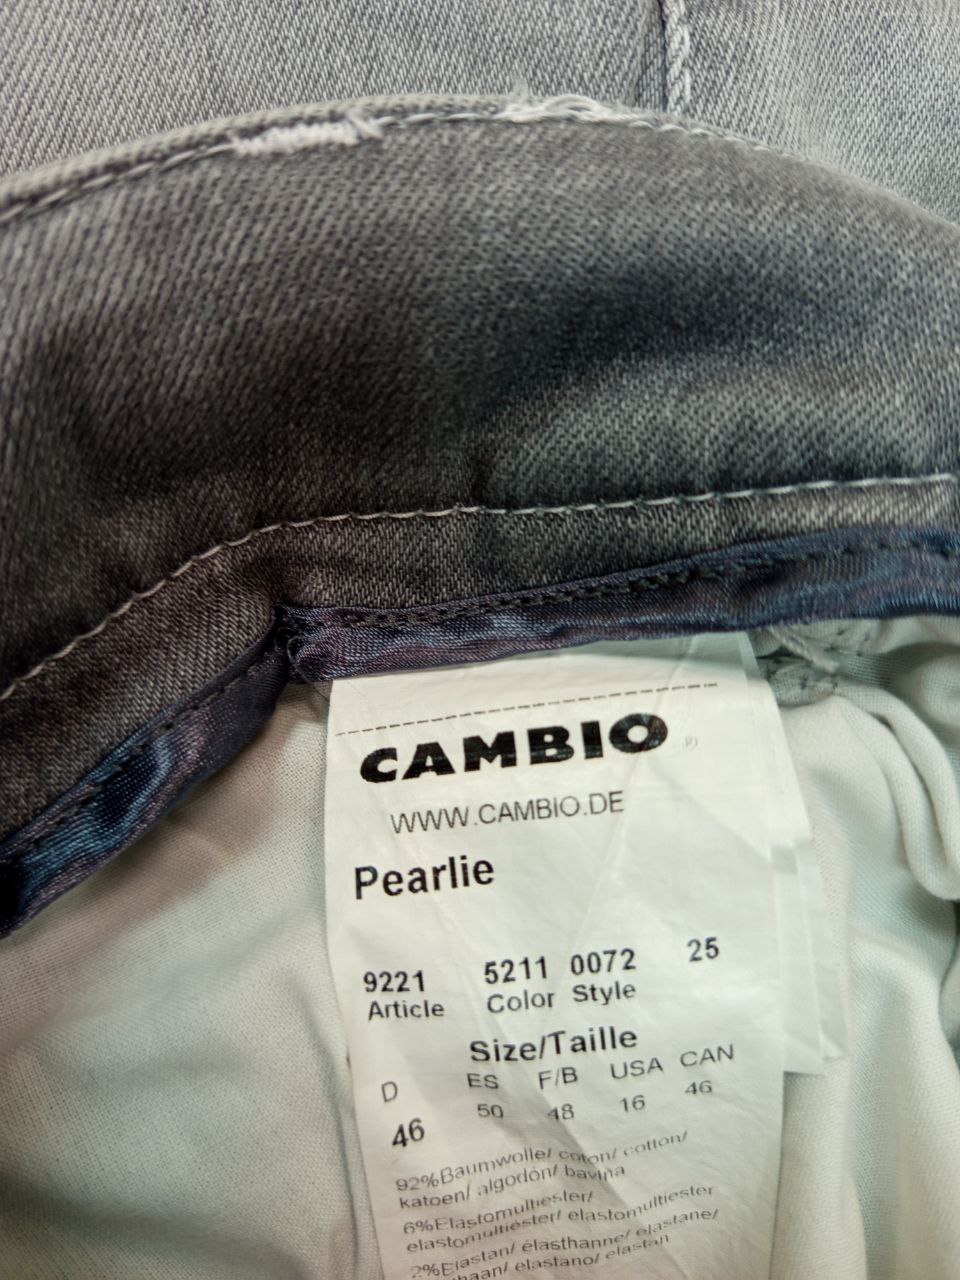 CAMBIO
WWW.CAMBIO.DE
Pearlie
9221 5211 0072 25
Article Color Style
Size/Taille
D ES F/B USA CAN
46 50 48 16 46
92%Baumwolle/ coton/ cotton/
katoen/ algodón/ bavlna
6%Elastomultiester/
elastomultiester/ elastomultiester
2%Elastan/ élasthanne/ elastane/
elastano/ elastan